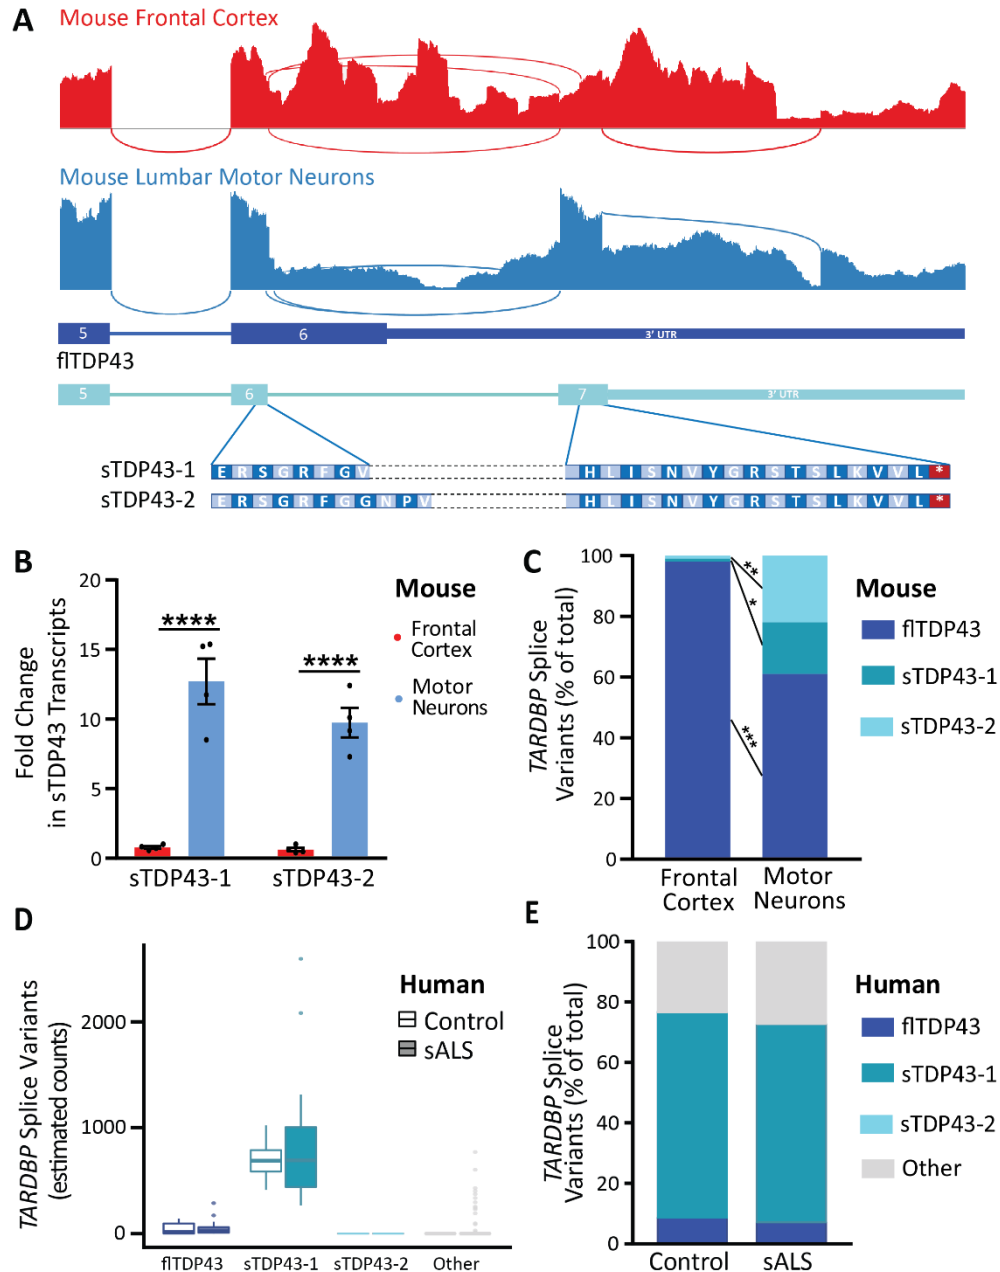 A
Mouse Frontal Cortex
Mouse Lumbar Motor Neurons
5
6
3' UTR
flTDP43
5
6
7
3' UTR
sTDP43-1
E R S G R F G V
H L I S N V Y G R S T S L K V V L *
sTDP43-2
E R S G R F G G N P V
H L I S N V Y G R S T S L K V V L *
B
Fold Change
in sTDP43 Transcripts
20
15
10
5
0
****
****
sTDP43-1
sTDP43-2
Mouse
Frontal
Cortex
Motor
Neurons
C
TARDBP Splice
Variants (% of total)
100
80
60
40
20
0
**
*
***
Frontal
Cortex
Motor
Neurons
Mouse
flTDP43
sTDP43-1
sTDP43-2
D
TARDBP Splice Variants
(estimated counts)
2000
1000
0
flTDP43
sTDP43-1
sTDP43-2
Other
Human
Control
sALS
E
TARDBP Splice
Variants (% of total)
100
80
60
40
20
0
Control
sALS
Human
flTDP43
sTDP43-1
sTDP43-2
Other